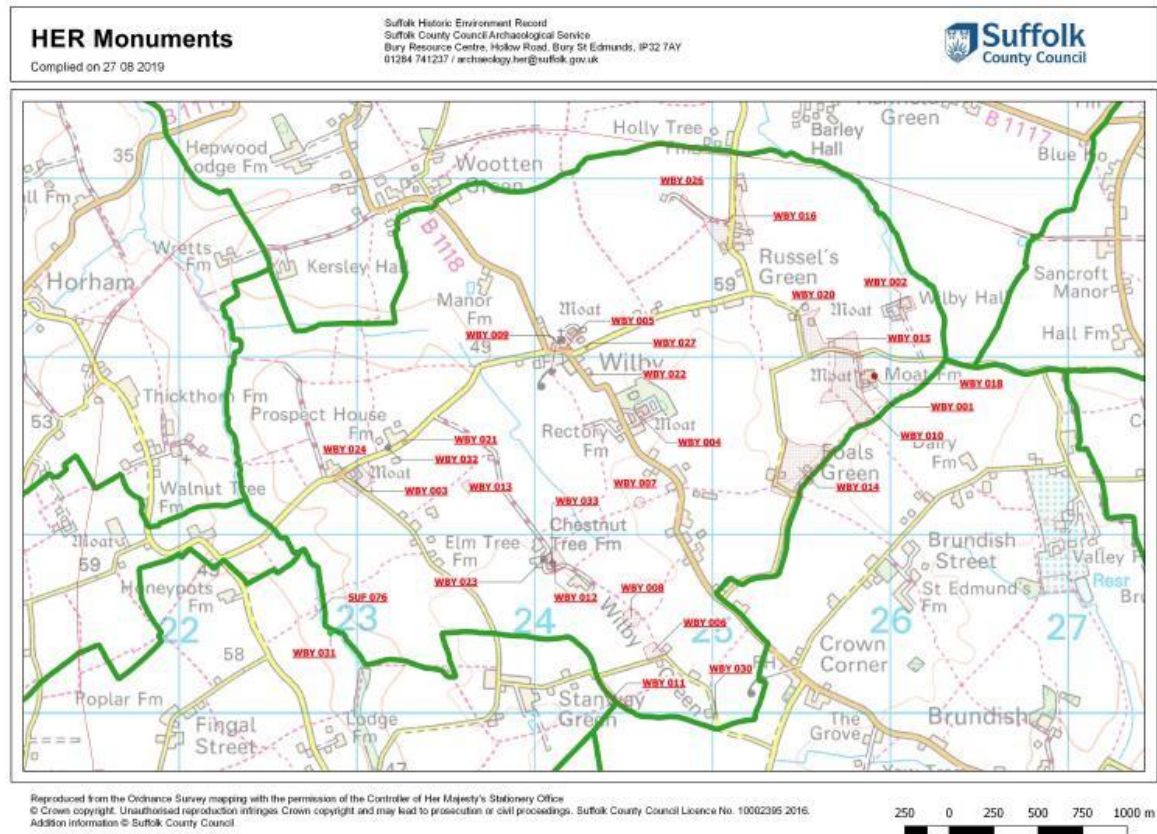 HER Monuments
Complied on 27 08 2019
Suffolk Historic Environment Record
Suffolk County Council Archaeological Service
Bury Resource Centre, Hollow Road, Bury St Edmunds, IP32 7AY
01284 741237 / archaeology.her@suffolk.gov.uk
Suffolk
County Council
Green
B 1117
Holly Tree
Barley
Hall
35
Hepwood
Wootten
WBY 026
WBY 016
Wretts
Fm
Kersley Hall
B 1118
Russel's
Green
Horham
Manor
Fm
59
WBY 002
Sancroft
Manor
WBY 020
Moat
Wilby Hall
Moat
WBY 005
WBY 009
Hall Fm
WBY 027
WBY 015
49
Wilby
WBY 022
Moat
Moat Fm
WBY 018
Thickthorn Fm
WBY 001
Prospect House
Fm
53
Rectory
Fm
Moat
WBY 004
WBY 021
WBY 010
Dairy
Fm
WBY 024
WBY 032
Foals
Green
Moat
WBY 003
WBY 013
WBY 007
WBY 014
Walnut Tree
Fm
WBY 033
Chestnut
Tree Fm
Moat
Elm Tree
Fm
Brundish
Street
59
Valley
WBY 023
Honeypots
Fm
WBY 008
St Edmund's
Fm
Resr
SUF 076
WBY 012
22
23
24
Wilby
25
26
27
WBY 006
58
WBY 031
WBY 030
Crown
Corner
Poplar Fm
WBY 011
Green
Green
Fingal
Street
Lodge
Fm
The
Grove
Brundish
47
Reproduced from the Ordnance Survey mapping with the permission of the Controller of Her Majesty's Stationery Office
© Crown copyright. Unauthorised reproduction infringes Crown copyright and may lead to prosecution or civil proceedings. Suffolk County Council Licence No. 10002395 2016.
Addition information © Suffolk County Council
250 0 250 500 750 1000 m